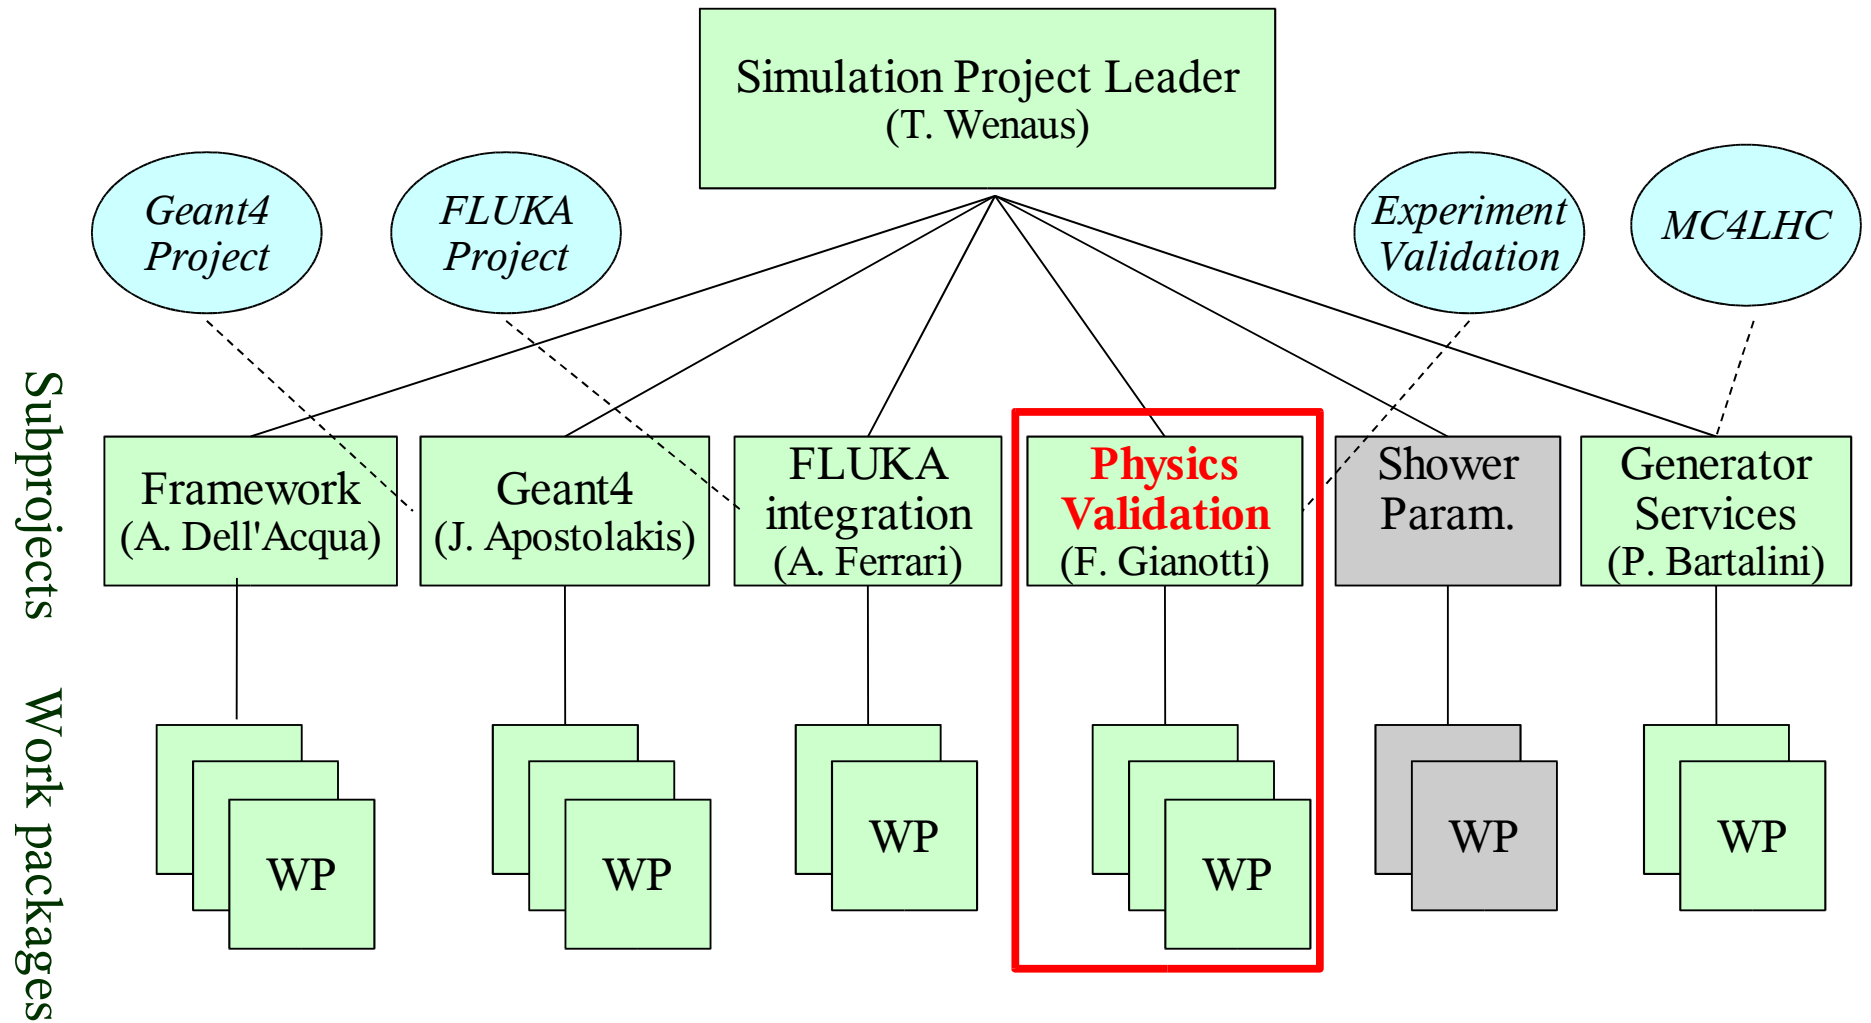 Simulation Project Leader
(T. Wenaus)
Geant4
Project
FLUKA
Project
Experiment
Validation
MC4LHC
Subprojects
Framework
(A. Dell'Acqua)
Geant4
(J. Apostolakis)
FLUKA
integration
(A. Ferrari)
Physics
Validation
(F. Gianotti)
Shower
Param.
Generator
Services
(P. Bartalini)
Work packages
WP
WP
WP
WP
WP
WP